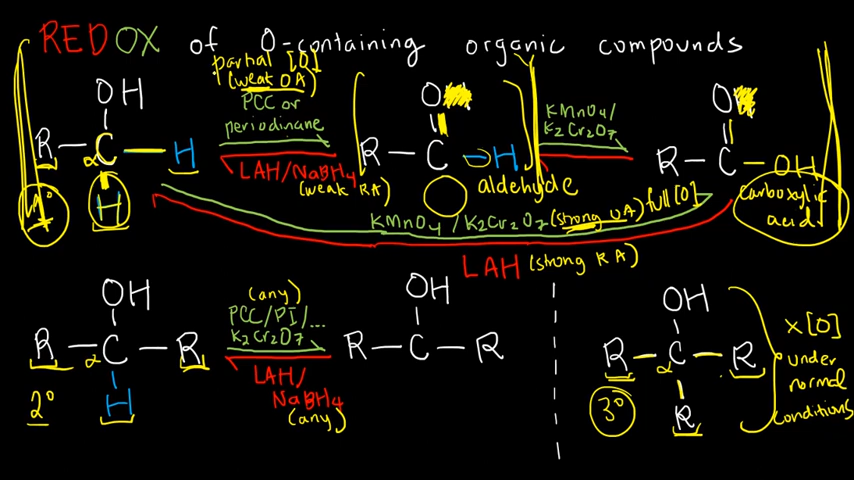 REDOX of O-containing organic compounds
partial [O]
(weak OA)
OH
PCC or
periodinane
R-C-H
α
H
1°
LAH/NaBH4
(weak RA)
O
R-C-H
aldehyde
KMnO4/
K2Cr2O7
O
R-C-OH
carboxylic
acid
KMnO4/K2Cr2O7 (strong OA) full [O]
LAH (strong RA)
OH
R-C-R
α
H
2°
(any)
PCC/PI/...
K2Cr2O7
LAH/
NaBH4
(any)
OH
R-C-R
OH
R-C-R
α
R
3°
x [O]
under
normal
conditions